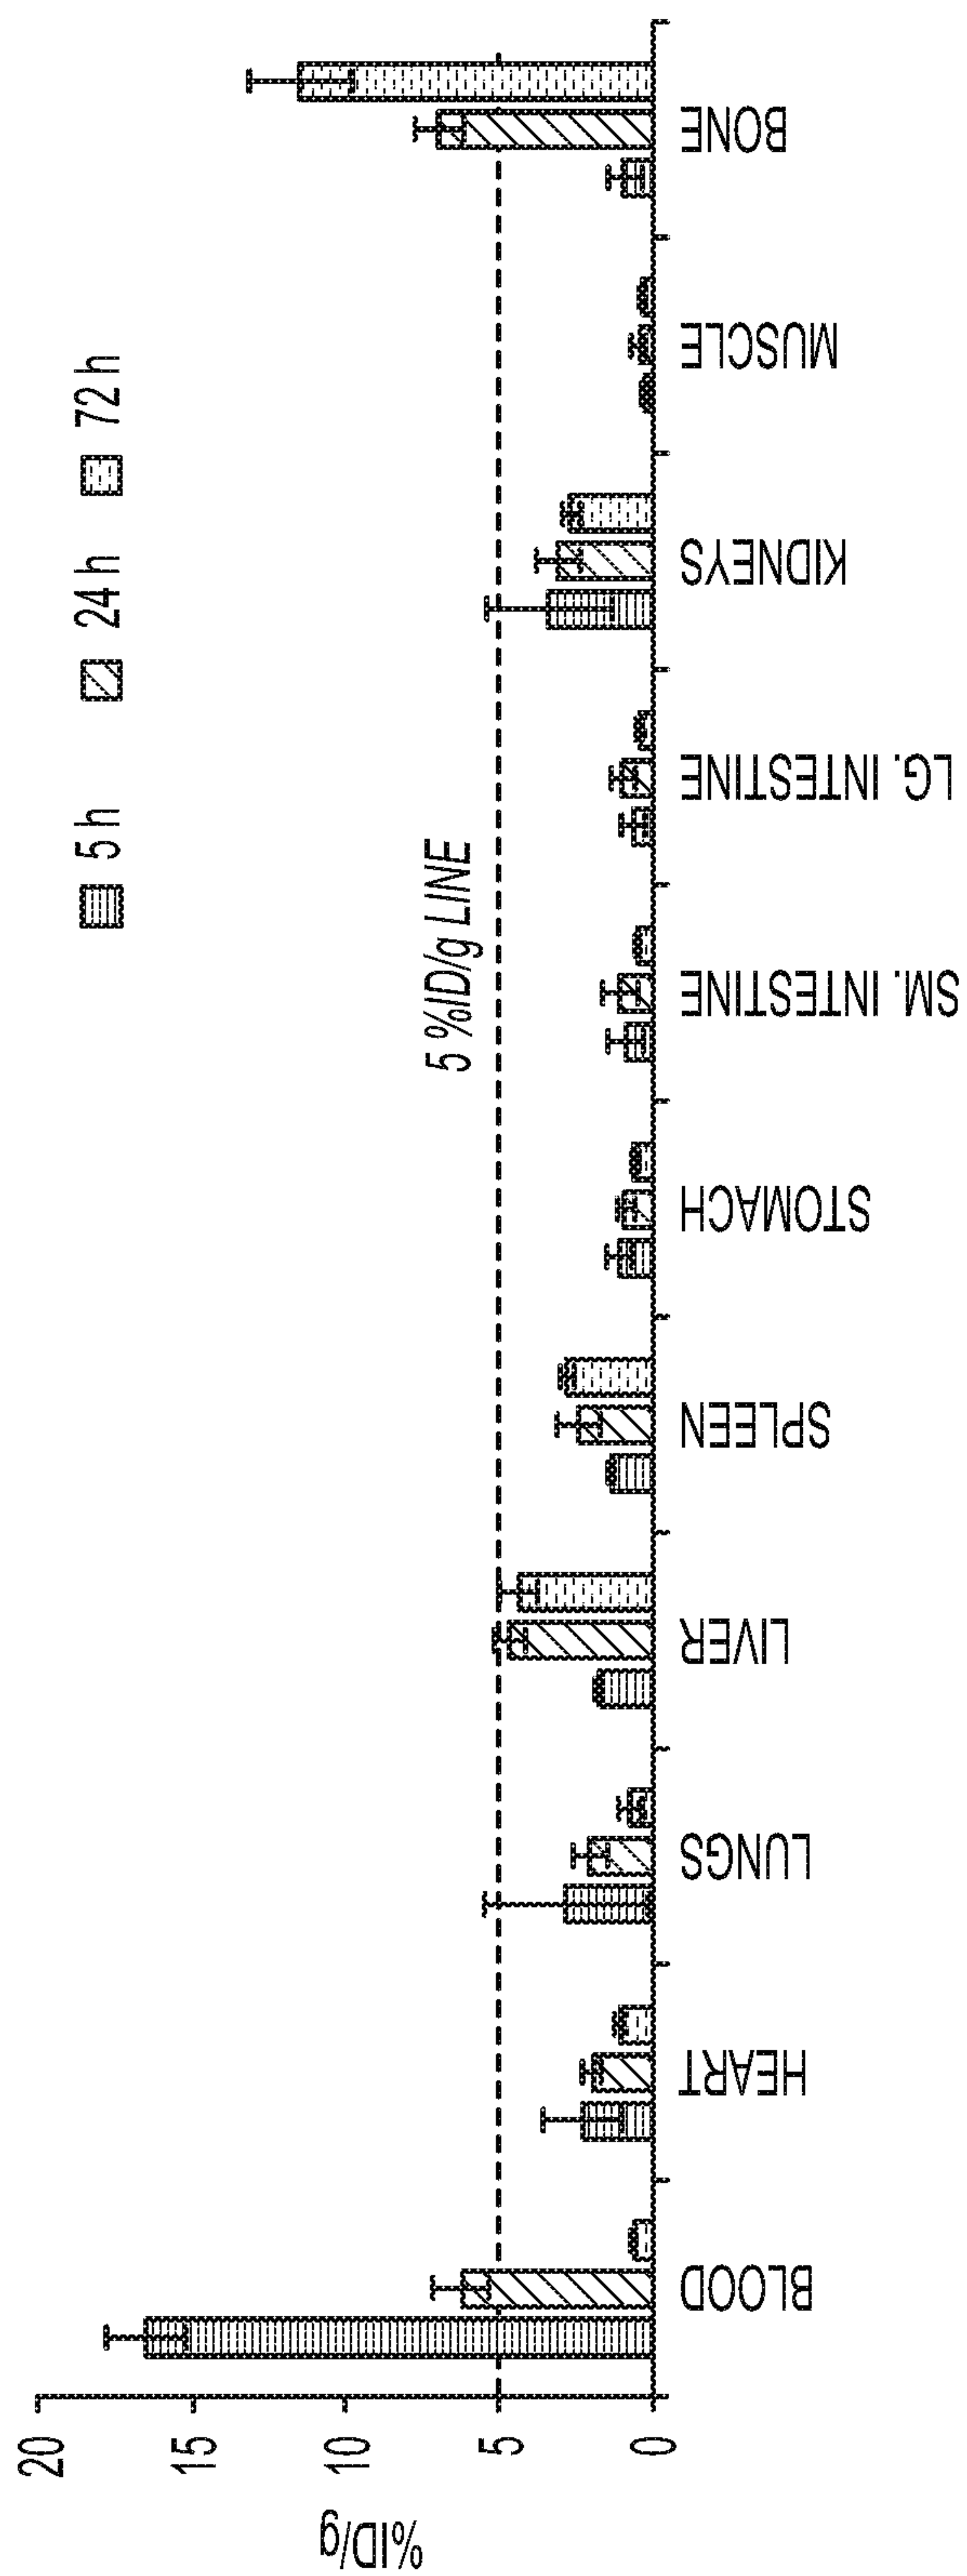 5 h 24 h 72 h
%ID/g
20
15
10
5
0
5 %ID/g LINE
BLOOD
HEART
LUNGS
LIVER
SPLEEN
STOMACH
SM. INTESTINE
LG. INTESTINE
KIDNEYS
MUSCLE
BONE